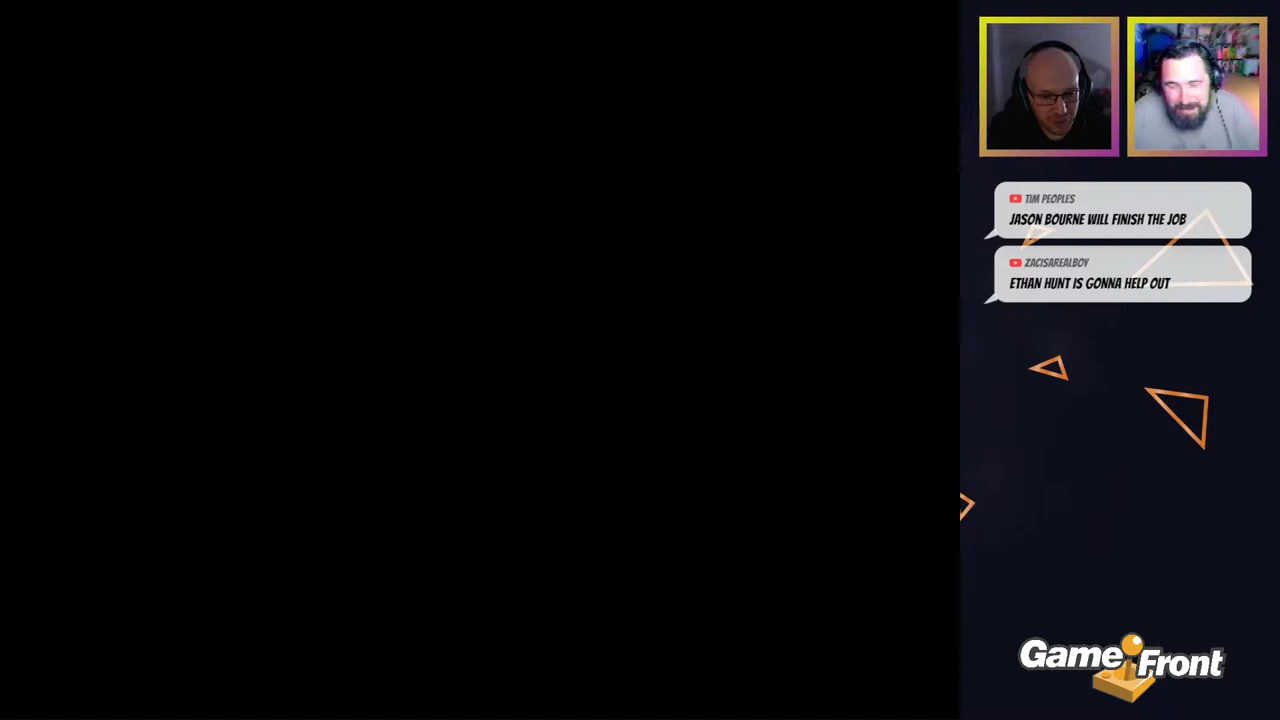 TIM PEOPLES
JASON BOURNE WILL FINISH THE JOB
ZACISAREALBOY
ETHAN HUNT IS GONNA HELP OUT
GameFront